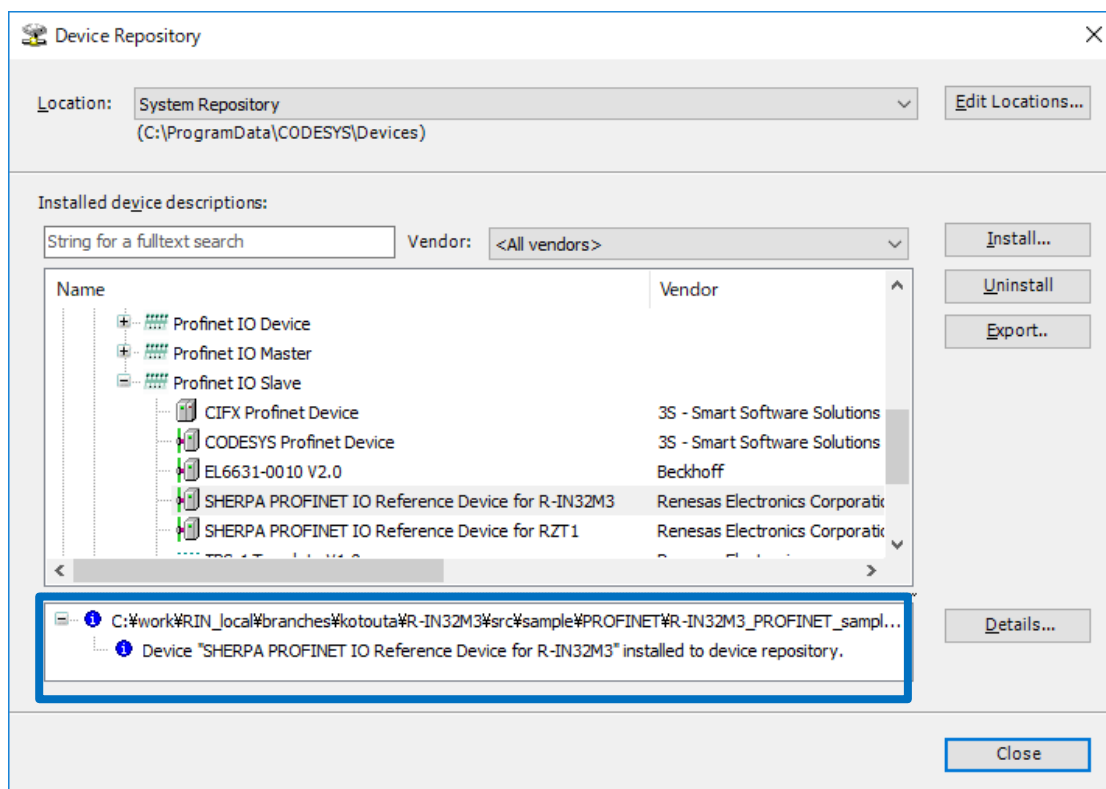 Device Repository
Location: System Repository Edit Locations...
(C:\ProgramData\CODESYS\Devices)
Installed device descriptions:
String for a fulltext search Vendor: <All vendors> Install...
Name Vendor Uninstall
Profinet IO Device Export..
Profinet IO Master
Profinet IO Slave
CIFX Profinet Device 3S - Smart Software Solutions
CODESYS Profinet Device 3S - Smart Software Solutions
EL6631-0010 V2.0 Beckhoff
SHERPA PROFINET IO Reference Device for R-IN32M3 Renesas Electronics Corporatic
SHERPA PROFINET IO Reference Device for RZT1 Renesas Electronics Corporatic
C:¥work¥RIN_local¥branches¥kotouta¥R-IN32M3¥src¥sample¥PROFINET¥R-IN32M3_PROFINET_sampl... Details...
Device "SHERPA PROFINET IO Reference Device for R-IN32M3" installed to device repository.
Close